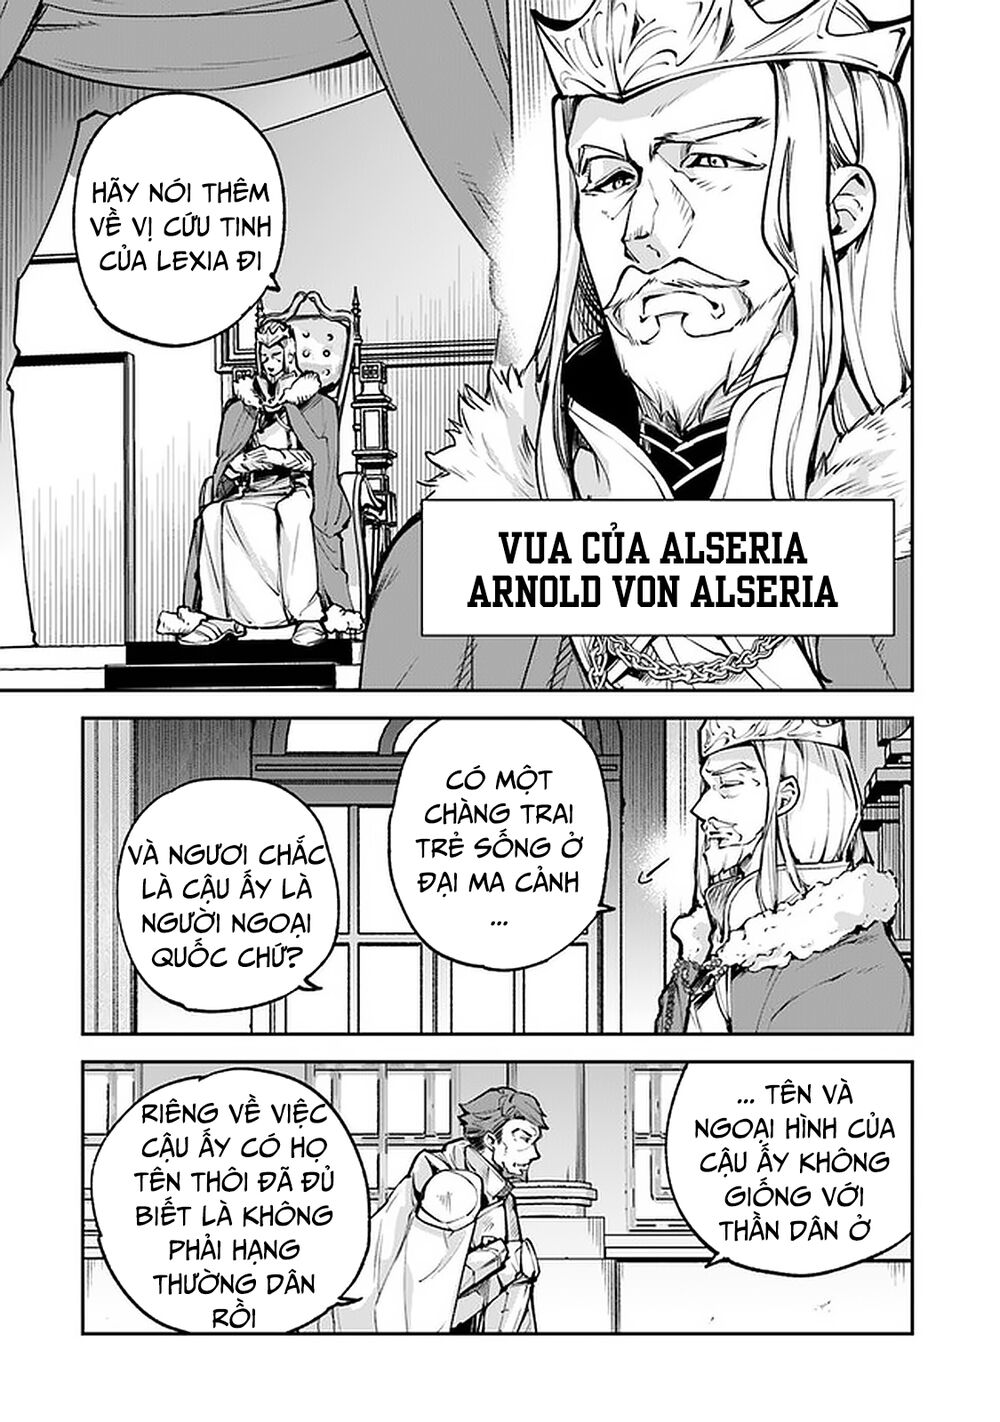 HÃY NÓI THÊM
VỀ VỊ CỨU TINH
CỦA LEXIA ĐI
VUA CỦA ALSERIA
ARNOLD VON ALSERIA
CÓ MỘT
CHÀNG TRAI
TRẺ SỐNG Ở
ĐẠI MA CẢNH
...
VÀ NGƯƠI CHẮC
LÀ CẬU ẤY LÀ
NGƯỜI NGOẠI
QUỐC CHỨ?
... TÊN VÀ
NGOẠI HÌNH CỦA
CẬU ẤY KHÔNG
GIỐNG VỚI
THẦN DÂN Ở
RIÊNG VỀ VIỆC
CẬU ẤY CÓ HỌ
TÊN THÔI ĐÃ ĐỦ
BIẾT LÀ KHÔNG
PHẢI HẠNG
THƯỜNG DÂN
RỒI